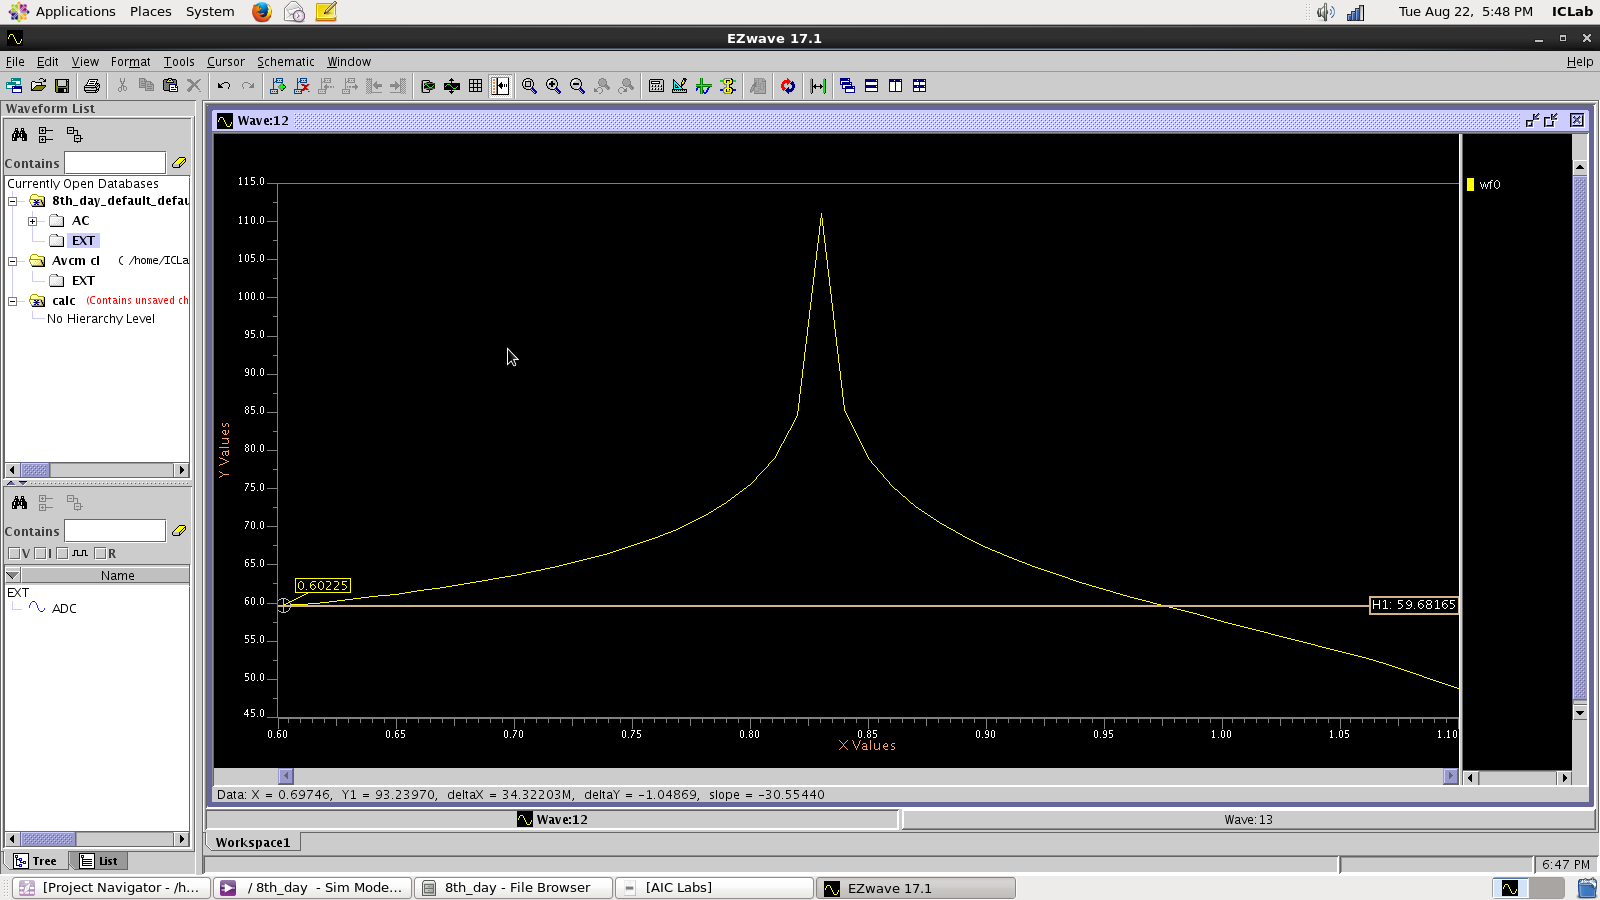 Applications Places System Tue Aug 22, 5:48 PM ICLab
EZwave 17.1
File Edit View Format Tools Cursor Schematic Window Help
Waveform List
Contains
Currently Open Databases
8th_day_default_defau
AC
EXT
Avcm cl ( /home/ICLa
EXT
calc (Contains unsaved ch
No Hierarchy Level
Contains
V I R
Name
EXT
ADC
Tree List
Wave:12
115.0
110.0
105.0
100.0
95.0
90.0
85.0
80.0
75.0
70.0
65.0
60.0
55.0
50.0
45.0
Y Values
0.60225
H1: 59.68165
wf0
0.60 0.65 0.70 0.75 0.80 0.85 0.90 0.95 1.00 1.05 1.10
X Values
Data: X = 0.69746, Y1 = 93.23970, deltaX = 34.32203M, deltaY = -1.04869, slope = -30.55440
Wave:12 Wave:13
Workspace1
6:47 PM
[Project Navigator - /h... / 8th_day - Sim Mode... 8th_day - File Browser [AIC Labs] EZwave 17.1